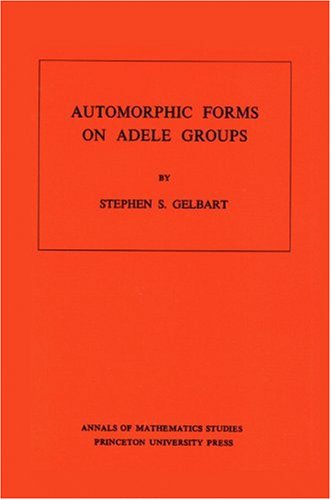 AUTOMORPHIC FORMS
ON ADELE GROUPS
BY
STEPHEN S. GELBART
ANNALS OF MATHEMATICS STUDIES
PRINCETON UNIVERSITY PRESS